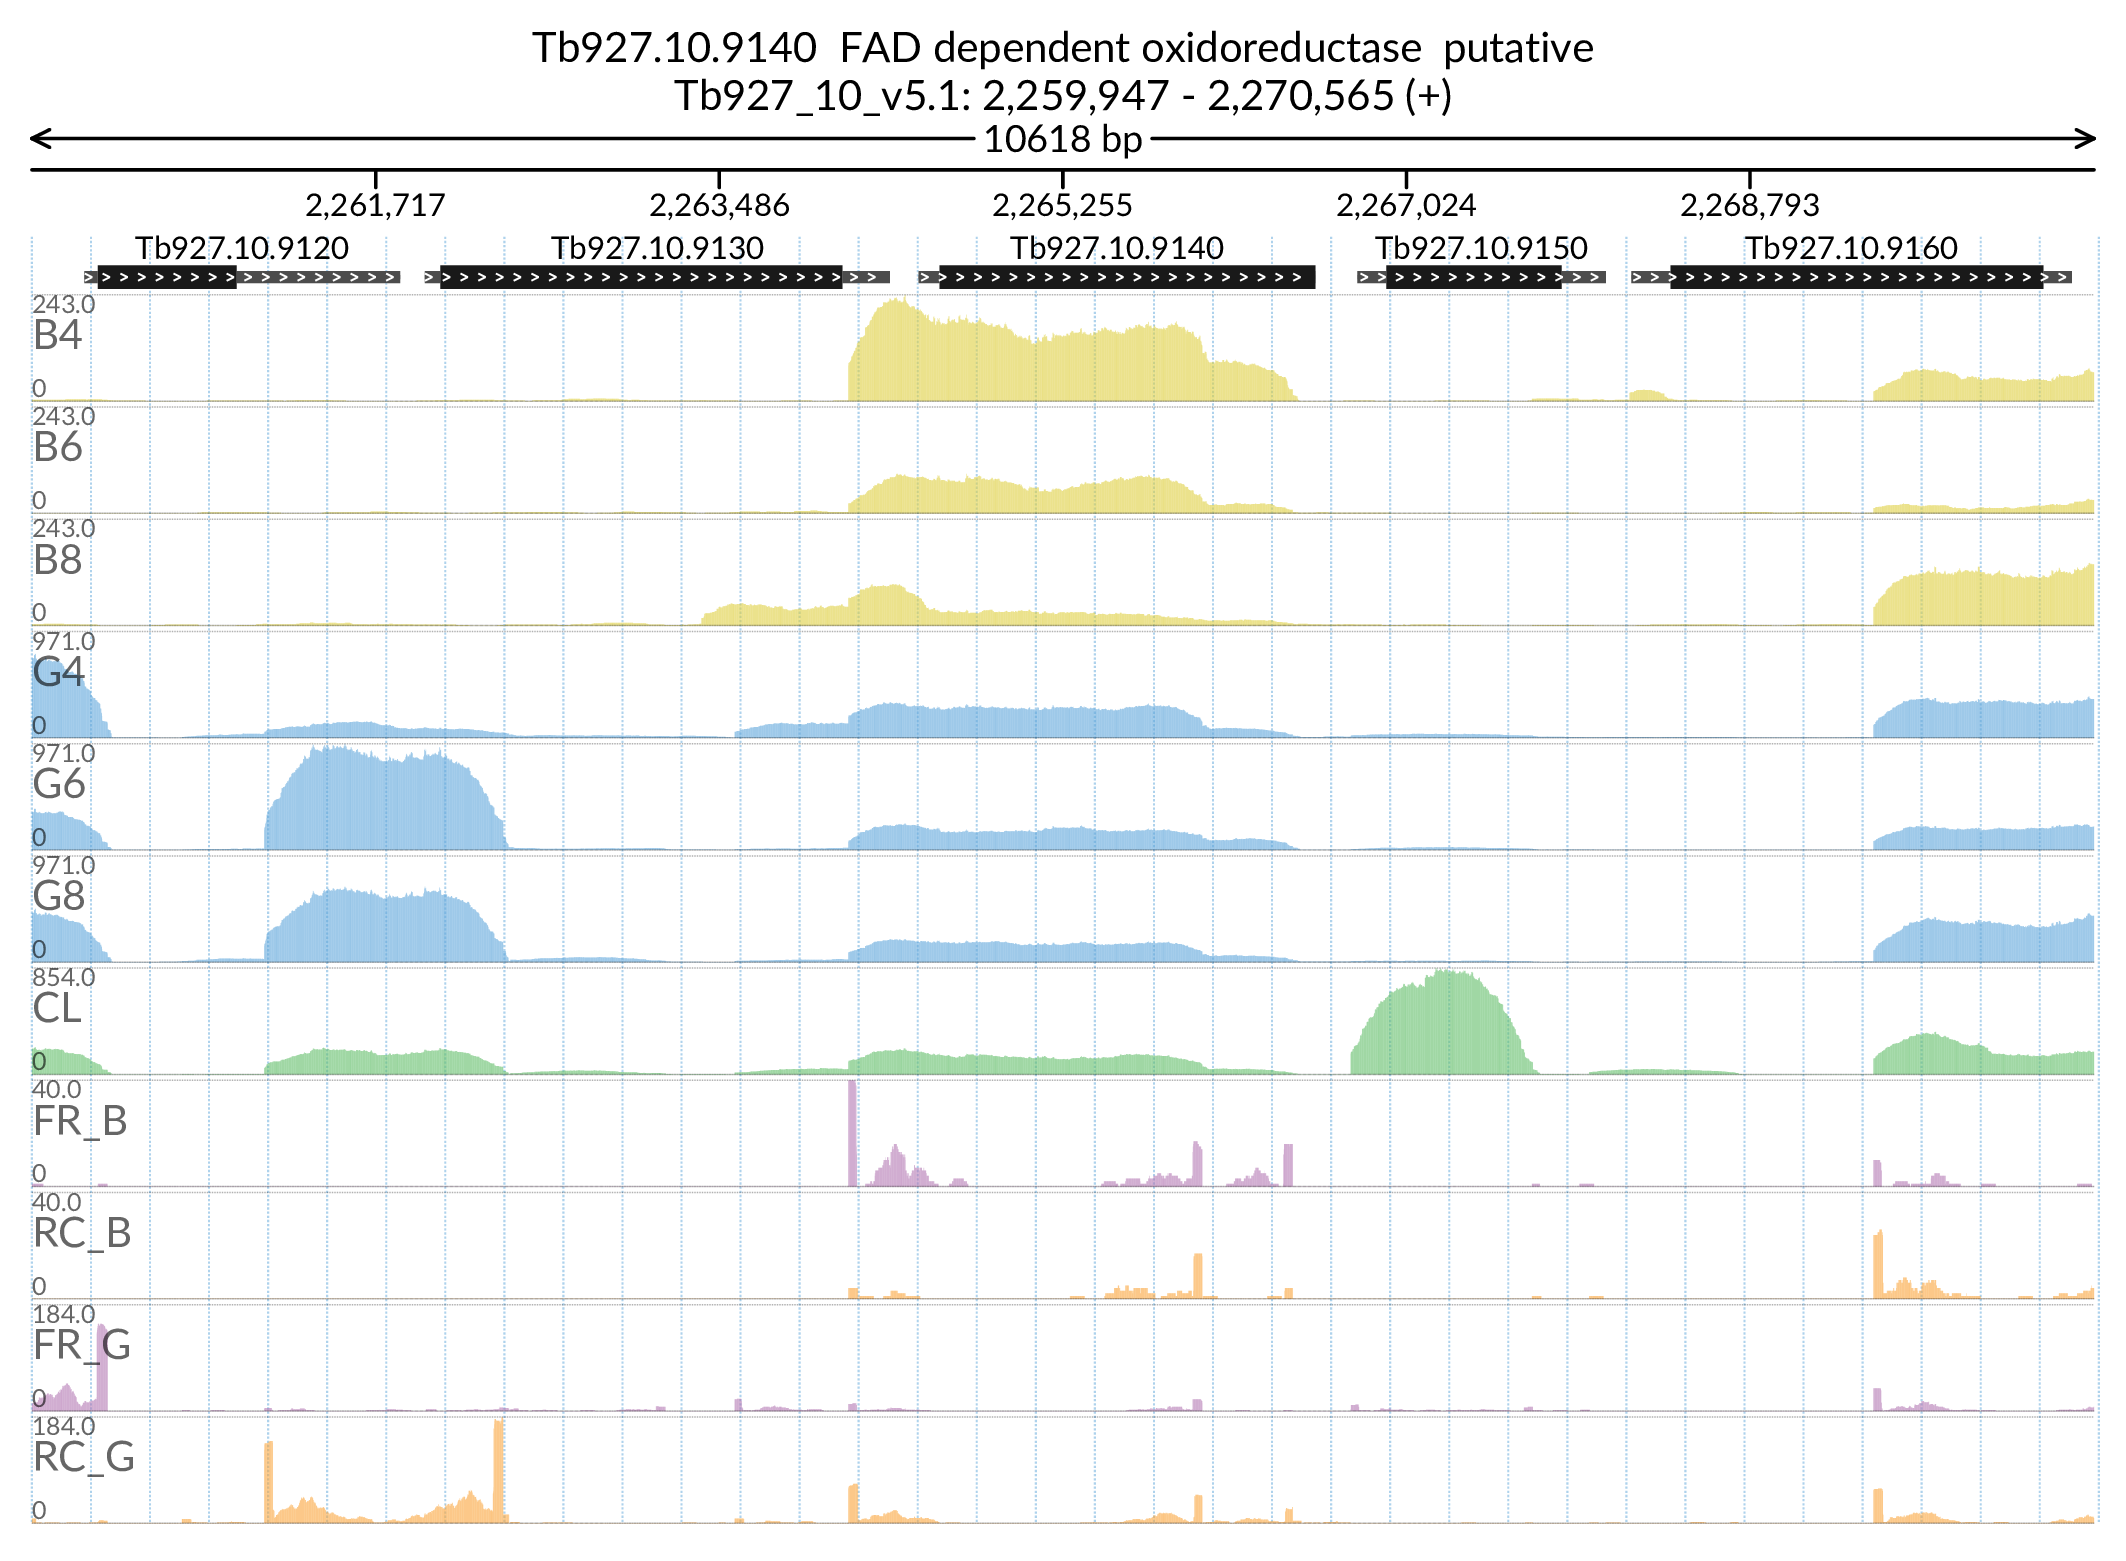 Tb927.10.9140  FAD dependent oxidoreductase  putative
Tb927_10_v5.1: 2,259,947 - 2,270,565 (+)
10618 bp
2,261,717 2,263,486 2,265,255 2,267,024 2,268,793
Tb927.10.9120 Tb927.10.9130 Tb927.10.9140 Tb927.10.9150 Tb927.10.9160
243.0
B4
0
243.0
B6
0
243.0
B8
0
971.0
G4
0
971.0
G6
0
971.0
G8
0
854.0
CL
0
40.0
FR_B
0
40.0
RC_B
0
184.0
FR_G
0
184.0
RC_G
0